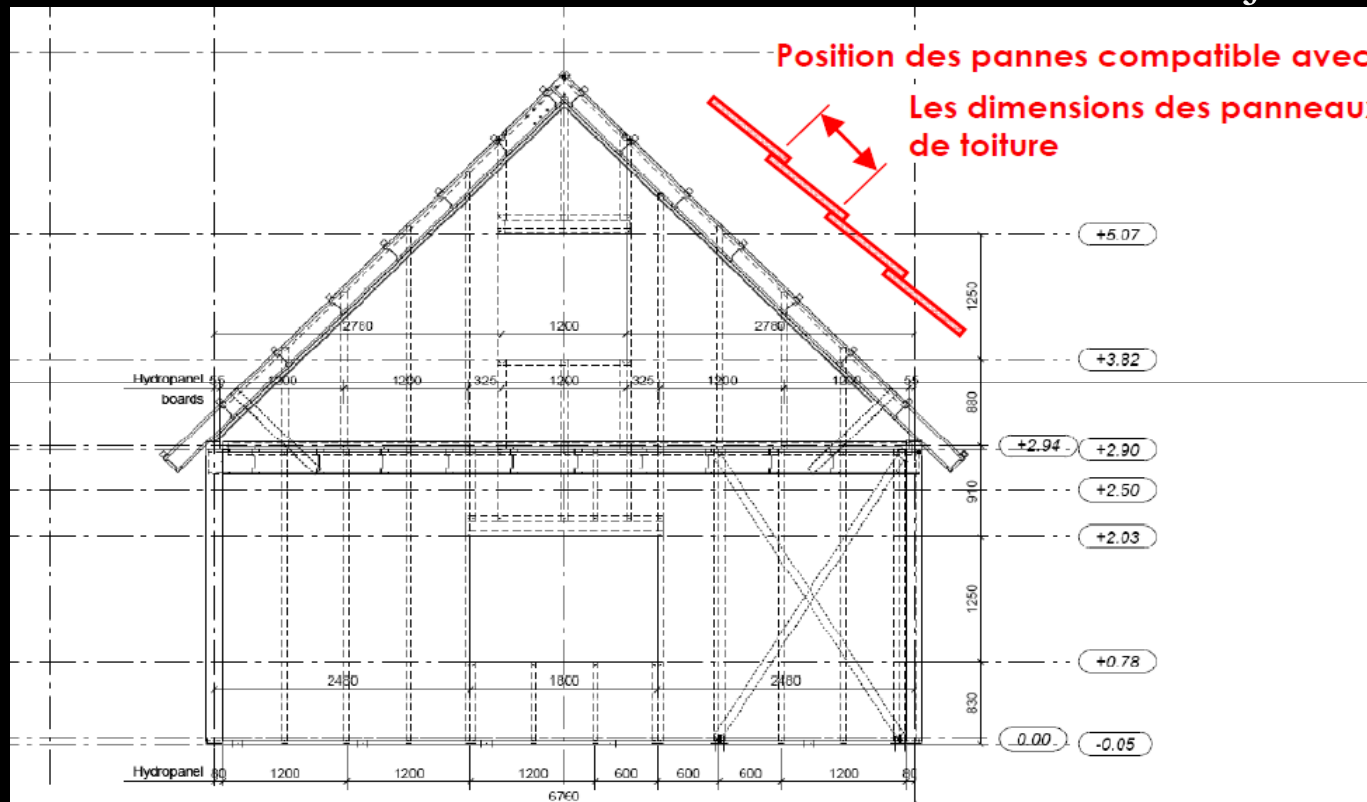 Position des pannes compatible avec
Les dimensions des panneaux
de toiture
+5.07
1250
2760 1200 2760
+3.82
Hydropanel 55 1200 1200 325 1200 325 1200 1200 55
boards
880
+2.94 +2.90
910
+2.50
+2.03
1250
+0.78
2480 1800 2480
830
0.00 -0.05
Hydropanel 80 1200 1200 1200 600 600 600 1200 80
6760